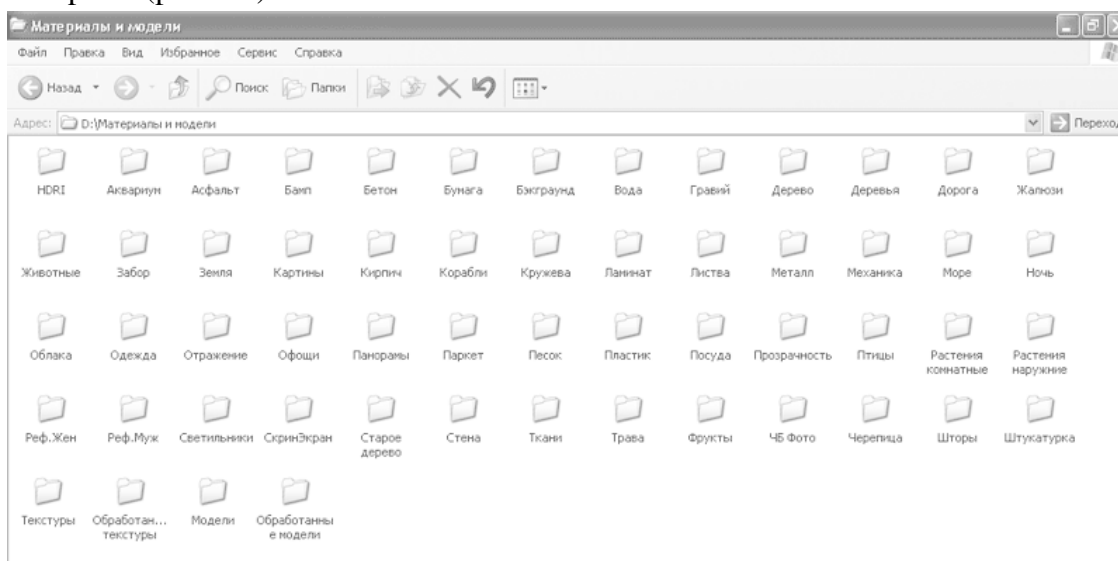 Материалы и модели
Файл Правка Вид Избранное Сервис Справка
Назад Поиск Папки
Адрес: D:\Материалы и модели Переход
HDRI Аквариум Асфальт Бамп Бетон Бумага Бэкграунд Вода Гравий Дерево Деревья Дорога Жалюзи
Животные Забор Земля Картины Кирпич Корабли Кружева Ламинат Листва Металл Механика Море Ночь
Облака Одежда Отражение Офощи Панорамы Паркет Песок Пластик Посуда Прозрачность Птицы Растения Растения
комнатные наружние
Реф.Жен Реф.Муж Светильники СкринЭкран Старое Стена Ткани Трава Фрукты ЧБ Фото Черепица Шторы Штукатурка
дерево
Текстуры Обработан... Модели Обработанны
текстуры е модели